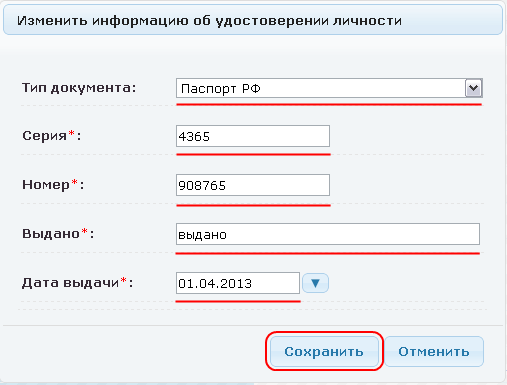 Изменить информацию об удостоверении личности
Тип документа: Паспорт РФ
Серия*: 4365
Номер*: 908765
Выдано*: выдано
Дата выдачи*: 01.04.2013
Сохранить Отменить